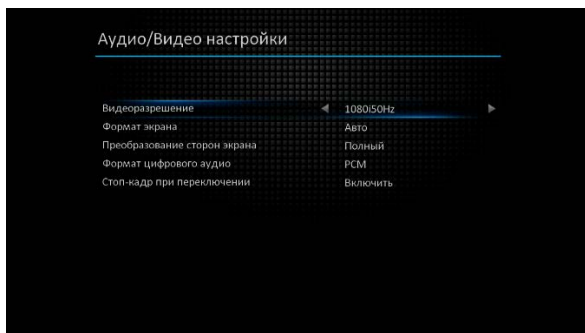 Аудио/Видео настройки
Видеоразрешение 1080i50Hz
Формат экрана Авто
Преобразование сторон экрана Полный
Формат цифрового аудио PCM
Стоп-кадр при переключении Включить